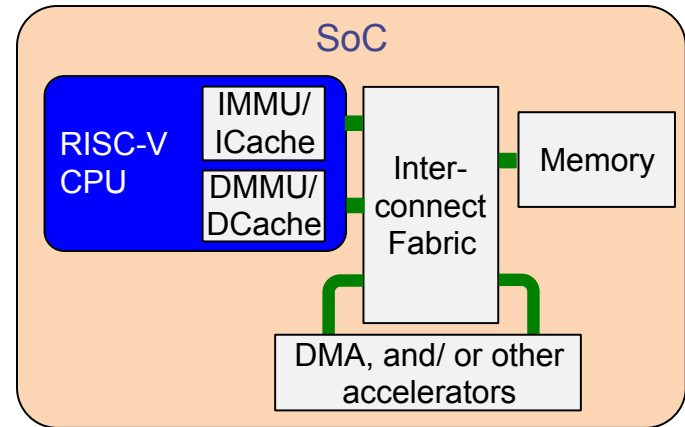 SoC
RISC-V
CPU
IMMU/
ICache
DMMU/
DCache
Inter-
connect
Fabric
Memory
DMA, and/ or other
accelerators